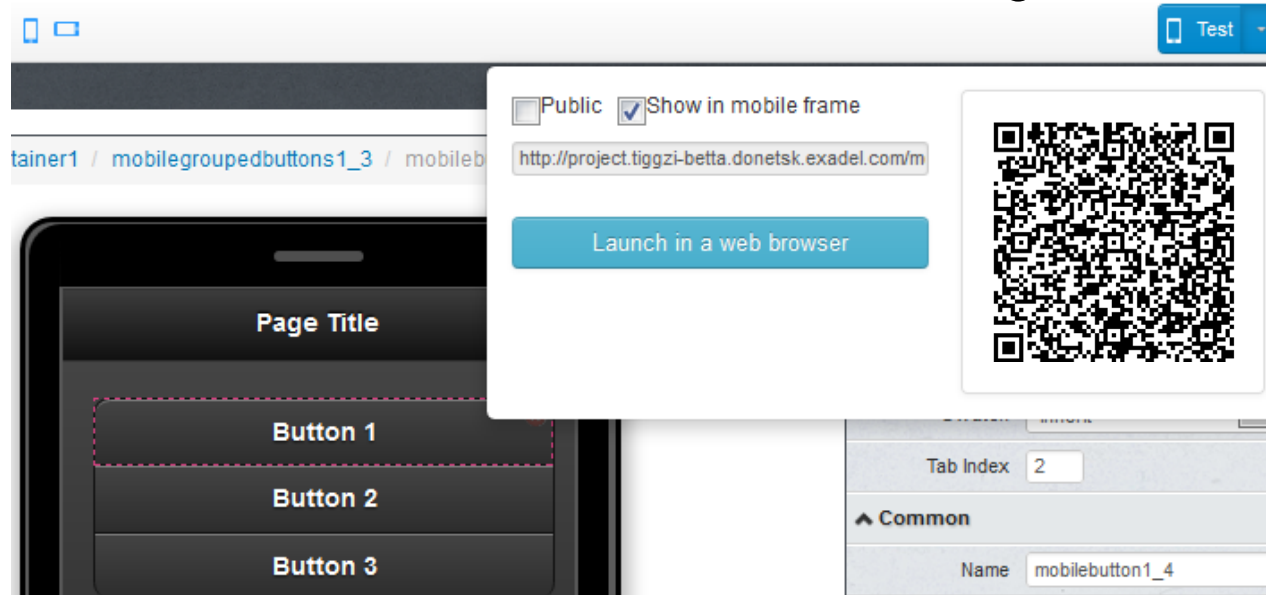 Test
Public Show in mobile frame
http://project.tiggzi-betta.donetsk.exadel.com/m
Launch in a web browser
tainer1 / mobilegroupedbuttons1_3 / mobileb
Page Title
Button 1
Button 2
Button 3
Tab Index 2
Common
Name mobilebutton1_4